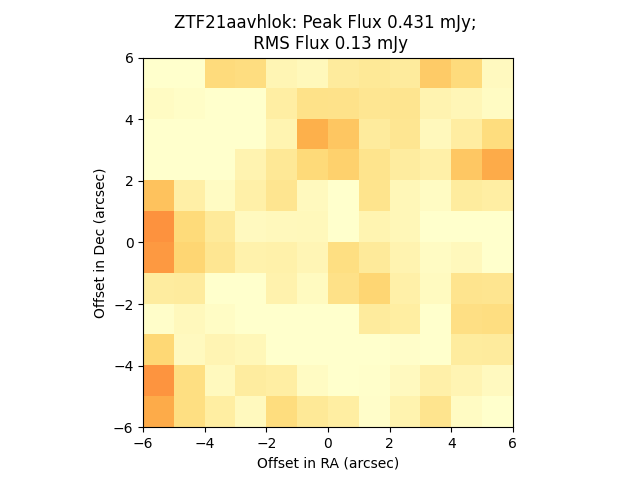 ZTF21aavhlok: Peak Flux 0.431 mJy;
RMS Flux 0.13 mJy
6
4
2
0
−2
−4
−6
Offset in Dec (arcsec)
−6 −4 −2 0 2 4 6
Offset in RA (arcsec)